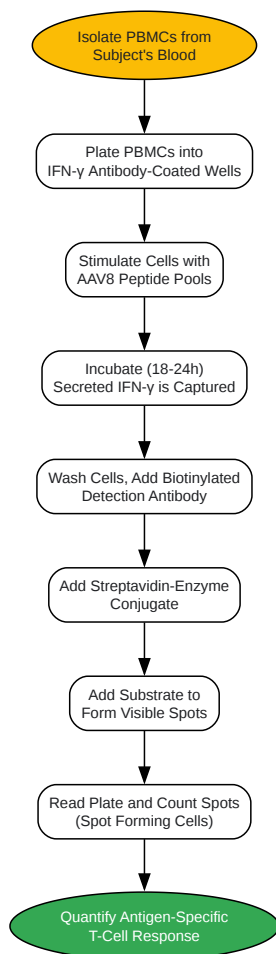 Isolate PBMCs from
Subject's Blood
Plate PBMCs into
IFN-γ Antibody-Coated Wells
Stimulate Cells with
AAV8 Peptide Pools
Incubate (18-24h)
Secreted IFN-γ is Captured
Wash Cells, Add Biotinylated
Detection Antibody
Add Streptavidin-Enzyme
Conjugate
Add Substrate to
Form Visible Spots
Read Plate and Count Spots
(Spot Forming Cells)
Quantify Antigen-Specific
T-Cell Response